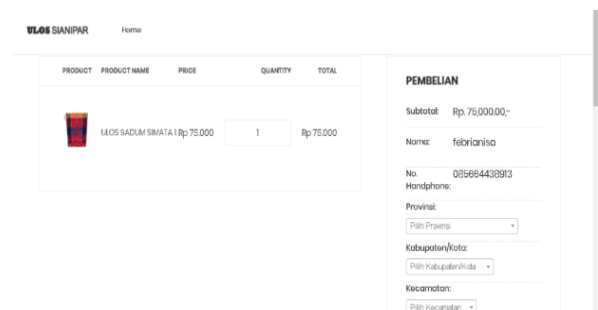 ULOS SIANIPAR Home
PRODUCT PRODUCT NAME PRICE QUANTITY TOTAL
ULOS SADUM SIMATA 1 Rp 75.000 1 Rp 75.000
PEMBELIAN
Subtotal: Rp. 75,000.00,-
Nama: febrianisa
No. Handphone: 085664438913
Provinsi:
Pilih Provinsi
Kabupaten/Kota:
Pilih Kabupaten/Kota
Kecamatan:
Pilih Kecamatan